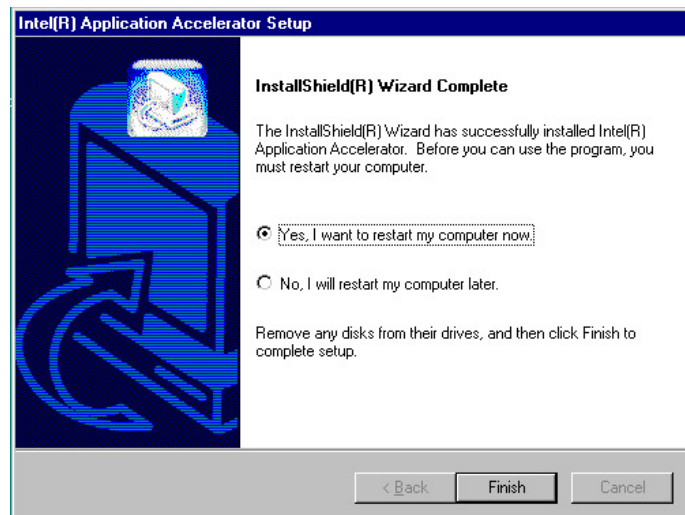 Intel(R) Application Accelerator Setup
InstallShield(R) Wizard Complete
The InstallShield(R) Wizard has successfully installed Intel(R)
Application Accelerator.  Before you can use the program, you
must restart your computer.
Yes, I want to restart my computer now.
No, I will restart my computer later.
Remove any disks from their drives, and then click Finish to
complete setup.
< Back
Finish
Cancel